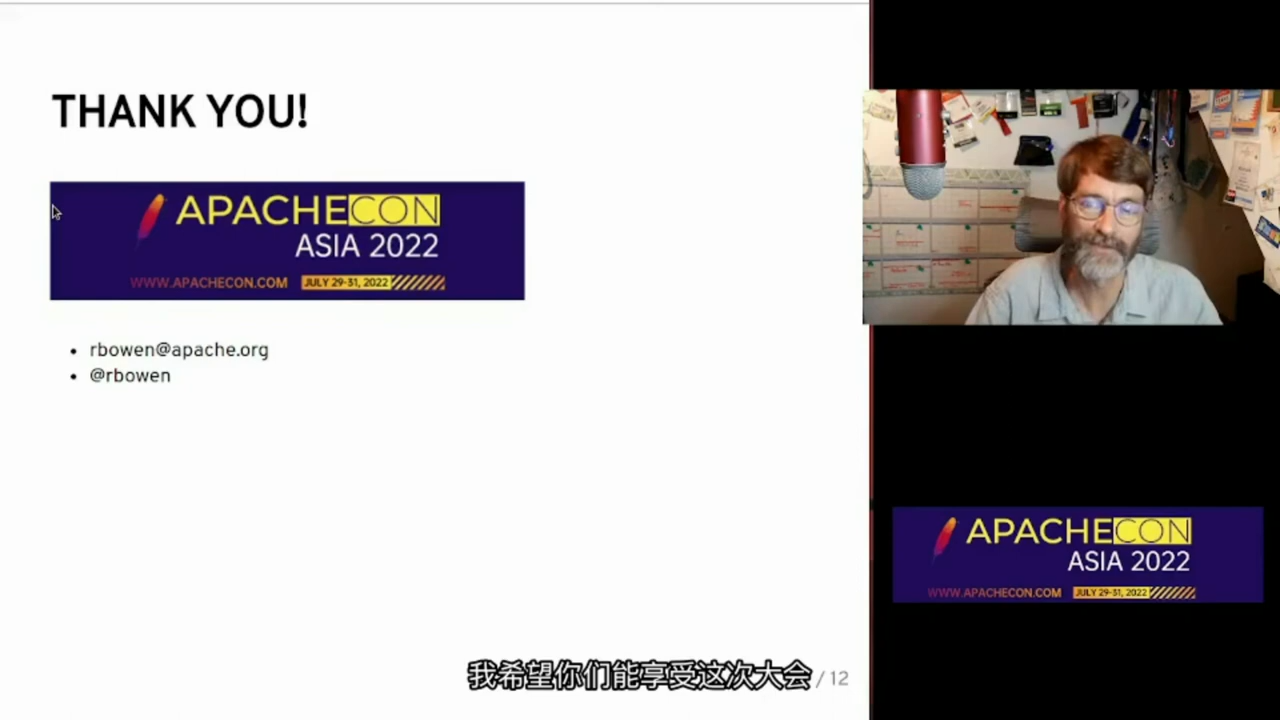 THANK YOU!
APACHECON
ASIA 2022
WWW.APACHECON.COM JULY 29-31, 2022
rbowen@apache.org
@rbowen
APACHECON
ASIA 2022
WWW.APACHECON.COM JULY 29-31, 2022
我希望你们能享受这次大会
/ 12